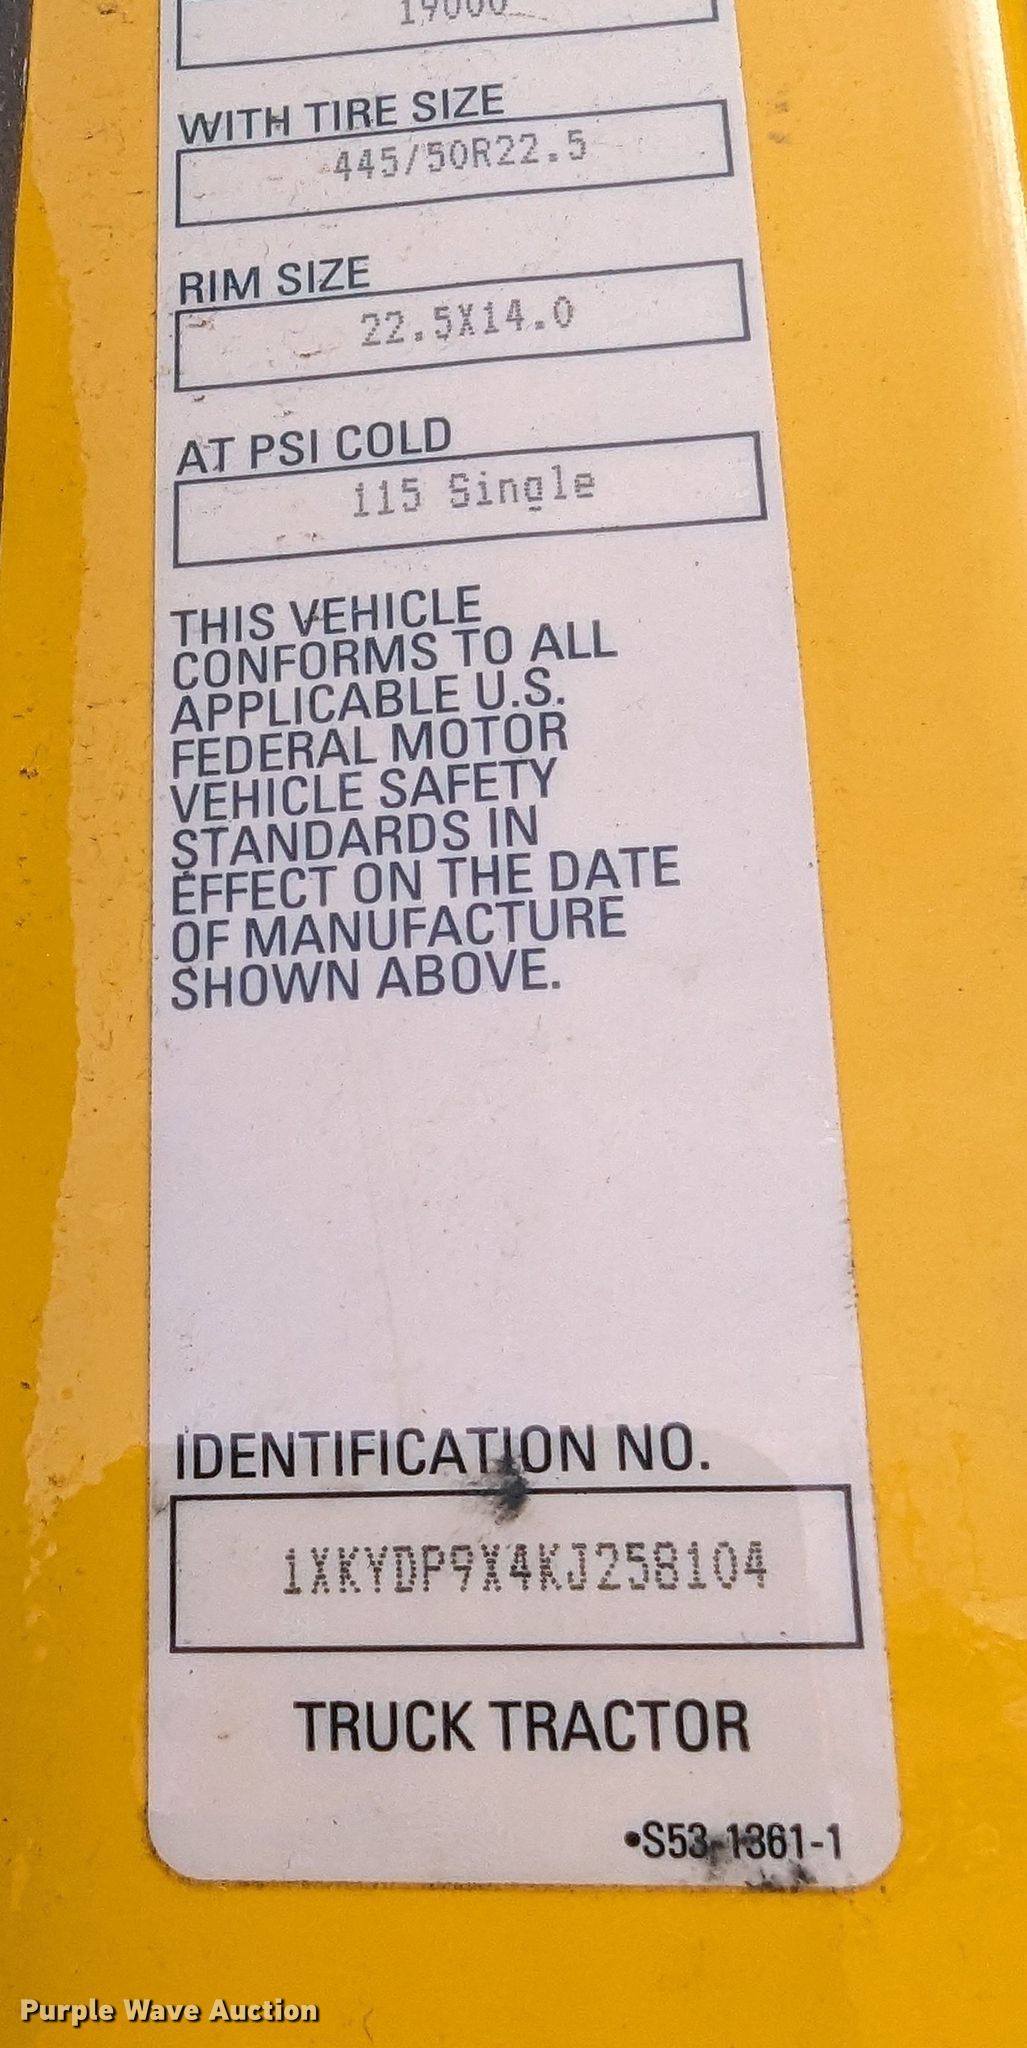 19000
WITH TIRE SIZE
445/50R22.5
RIM SIZE
22.5X14.0
AT PSI COLD
115 Single
THIS VEHICLE
CONFORMS TO ALL
APPLICABLE U.S.
FEDERAL MOTOR
VEHICLE SAFETY
STANDARDS IN
EFFECT ON THE DATE
OF MANUFACTURE
SHOWN ABOVE.
IDENTIFICATION NO.
1XKYDP9X4KJ258104
TRUCK TRACTOR
•S53-1361-1
Purple Wave Auction